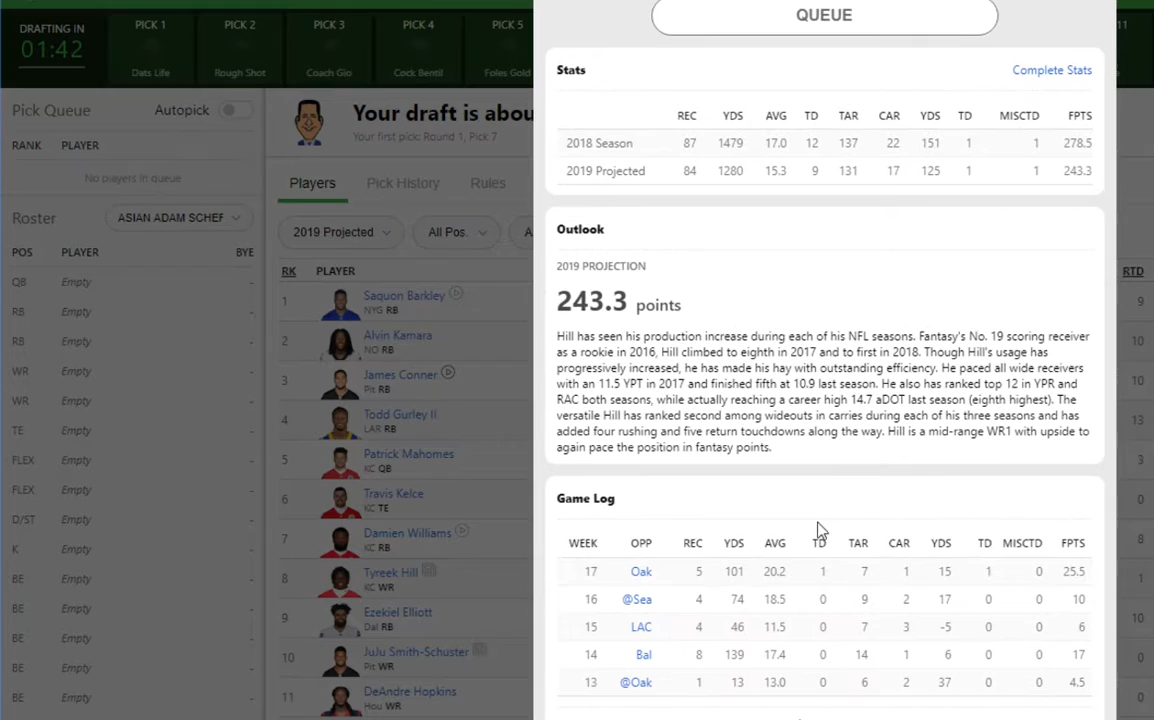 DRAFTING IN
01:42
PICK 1
Dats Life
PICK 2
Rough Shot
PICK 3
Coach Glo
PICK 4
Cock Bentil
PICK 5
Foles Gold
11
Pick Queue
Autopick
RANK PLAYER
No players in queue
Roster
ASIAN ADAM SCHEF
POS PLAYER BYE
QB Empty -
RB Empty -
RB Empty -
WR Empty -
WR Empty -
TE Empty -
FLEX Empty -
FLEX Empty -
D/ST Empty -
K Empty -
BE Empty -
BE Empty -
BE Empty -
BE Empty -
BE Empty -
Your draft is abou
Your first pick: Round 1, Pick 7
Players Pick History Rules
2019 Projected All Pos. A
RK PLAYER
1 Saquon Barkley
NYG RB
2 Alvin Kamara
NO RB
3 James Conner
Pit RB
4 Todd Gurley II
LAR RB
5 Patrick Mahomes
KC QB
6 Travis Kelce
KC TE
7 Damien Williams
KC RB
8 Tyreek Hill
KC WR
9 Ezekiel Elliott
Dal RB
10 JuJu Smith-Schuster
Pit WR
11 DeAndre Hopkins
Hou WR
QUEUE
Stats Complete Stats
REC YDS AVG TD TAR CAR YDS TD MISCTD FPTS
2018 Season 87 1479 17.0 12 137 22 151 1 1 278.5
2019 Projected 84 1280 15.3 9 131 17 125 1 1 243.3
Outlook
2019 PROJECTION
243.3 points
Hill has seen his production increase during each of his NFL seasons. Fantasy's No. 19 scoring receiver
as a rookie in 2016, Hill climbed to eighth in 2017 and to first in 2018. Though Hill's usage has
progressively increased, he has made his hay with outstanding efficiency. He paced all wide receivers
with an 11.5 YPT in 2017 and finished fifth at 10.9 last season. He also has ranked top 12 in YPR and
RAC both seasons, while actually reaching a career high 14.7 aDOT last season (eighth highest). The
versatile Hill has ranked second among wideouts in carries during each of his three seasons and has
added four rushing and five return touchdowns along the way. Hill is a mid-range WR1 with upside to
again pace the position in fantasy points.
Game Log
WEEK OPP REC YDS AVG TD TAR CAR YDS TD MISCTD FPTS
17 Oak 5 101 20.2 1 7 1 15 1 0 25.5
16 @Sea 4 74 18.5 0 9 2 17 0 0 10
15 LAC 4 46 11.5 0 7 3 -5 0 0 6
14 Bal 8 139 17.4 0 14 1 6 0 0 17
13 @Oak 1 13 13.0 0 6 2 37 0 0 4.5
RTD
9
10
10
13
3
0
8
1
10
0
0